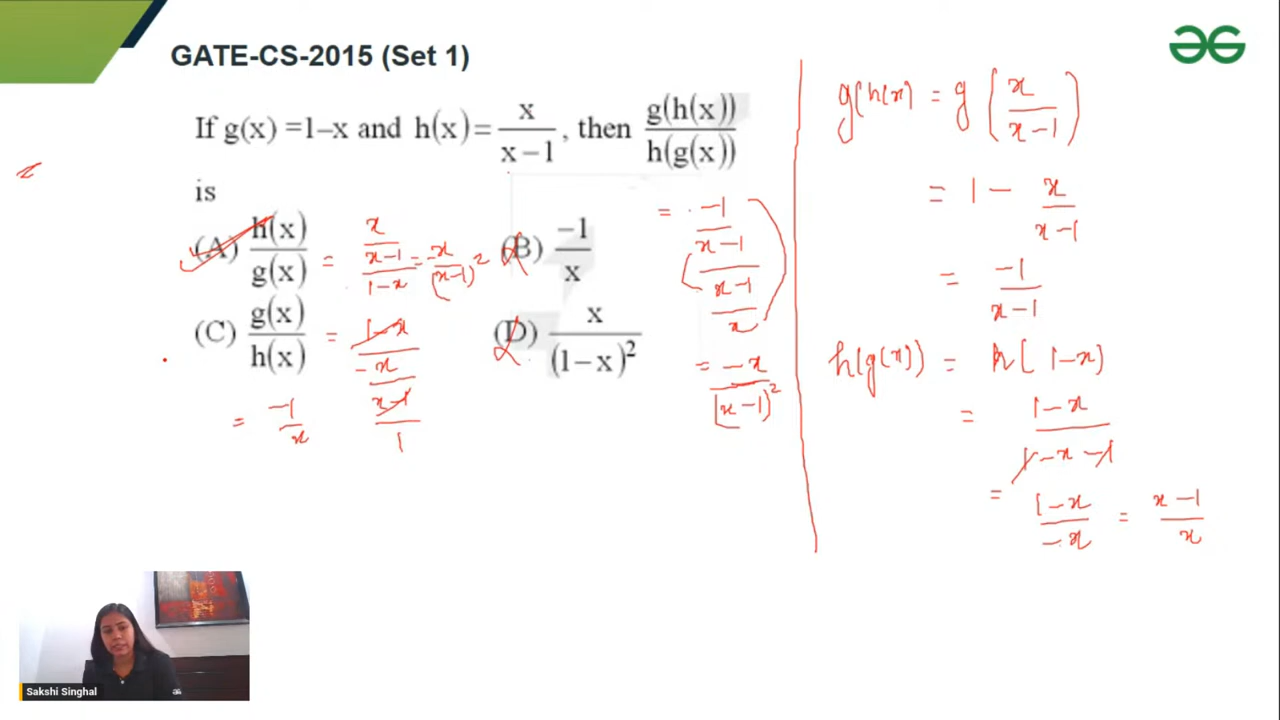 GATE-CS-2015 (Set 1)
If g(x) =1–x and h(x)= x/(x – 1), then g(h(x))/h(g(x))
is
(A) h(x)/g(x) = (x/(x-1))/(1-x) = -x/(x-1)²
(B) -1/x
(C) g(x)/h(x) = (1-x)/(-x/(x-1))/1
= -1/x
(D) x/(1–x)²
= (-1/(x-1))/((x-1)/x)
= -x/(x-1)²
g(h(x) = g(x/(x-1))
= 1 - x/(x-1)
= -1/(x-1)
h(g(x)) = h(1-x)
= (1-x)/(1-x-1)
= (1-x)/(-x) = (x-1)/x
Sakshi Singhal